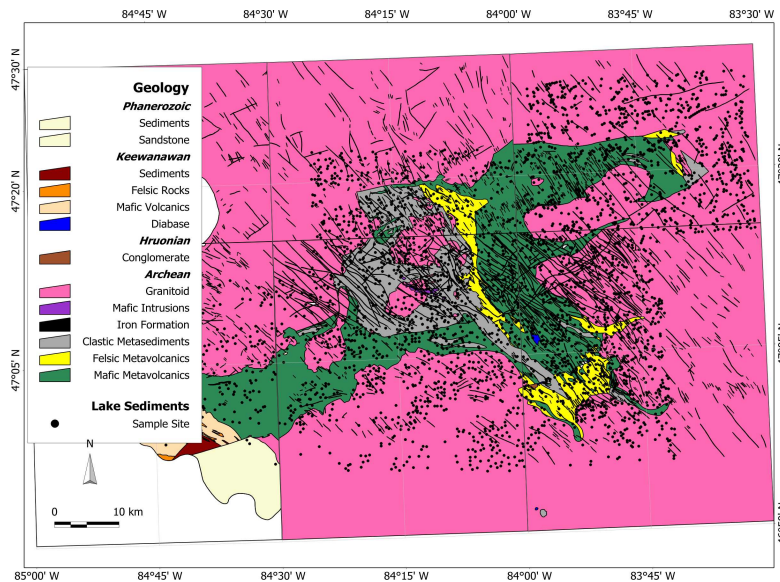 84°45' W 84°30' W 84°15' W 84°00' W 83°45' W 83°30' W
47°30' N
47°20' N
47°05' N
Geology
Phanerozoic
Sediments
Sandstone
Keewanawan
Sediments
Felsic Rocks
Mafic Volcanics
Diabase
Hruonian
Conglomerate
Archean
Granitoid
Mafic Intrusions
Iron Formation
Clastic Metasediments
Felsic Metavolcanics
Mafic Metavolcanics
Lake Sediments
Sample Site
N
0 10 km
85°00' W 84°45' W 84°30' W 84°15' W 84°00' W 83°45' W